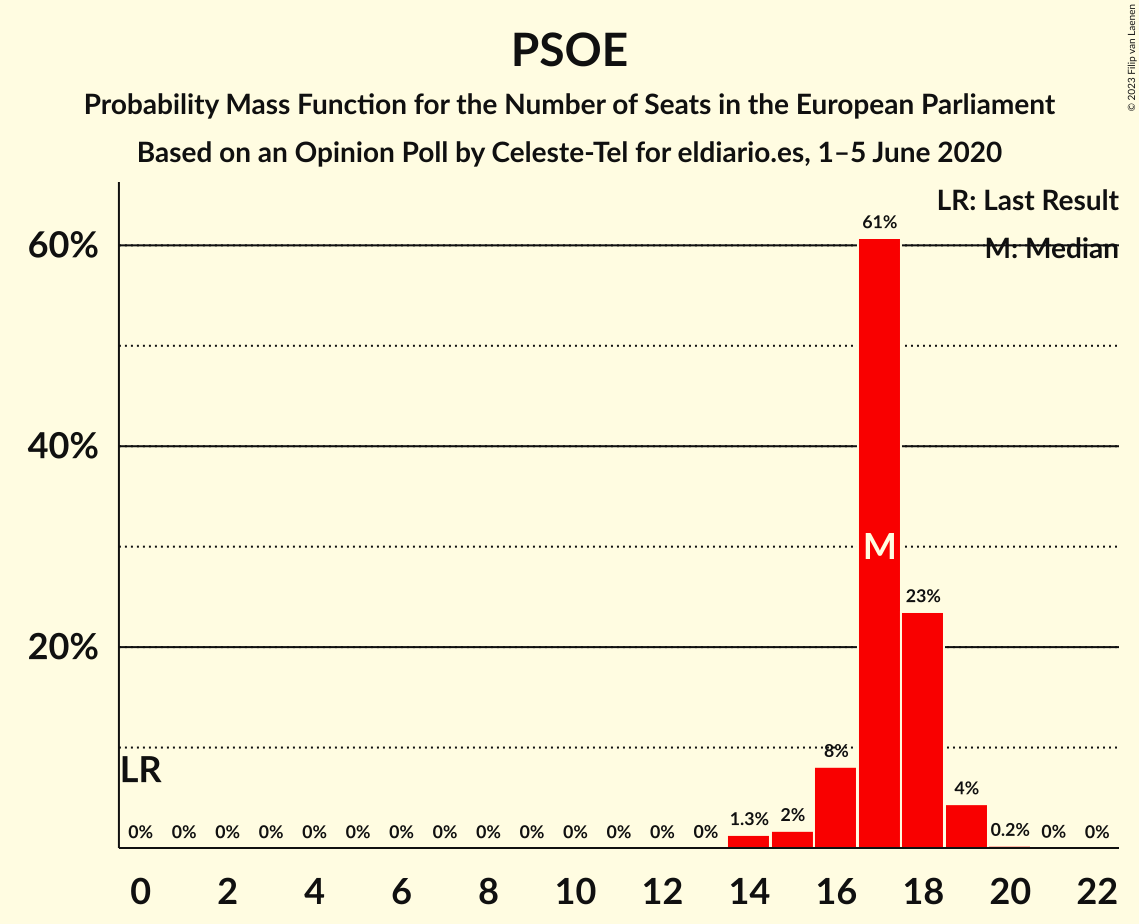 PSOE
Probability Mass Function for the Number of Seats in the European Parliament
Based on an Opinion Poll by Celeste-Tel for eldiario.es, 1–5 June 2020
© 2023 Filip van Laenen
LR: Last Result
M: Median
60%
40%
20%
61%
M
23%
8%
4%
LR
0% 0% 0% 0% 0% 0% 0% 0% 0% 0% 0% 0% 0% 0% 1.3% 2% 0.2% 0% 0%
0 2 4 6 8 10 12 14 16 18 20 22